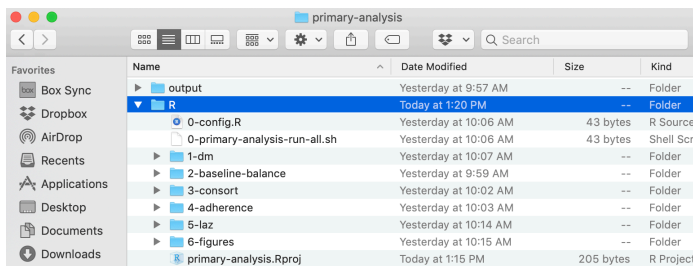 primary-analysis
Search
Favorites
Name Date Modified Size Kind
output Yesterday at 9:57 AM -- Folder
box Box Sync
R Today at 1:20 PM -- Folder
Dropbox
0-config.R Yesterday at 10:06 AM 43 bytes R Source
0-primary-analysis-run-all.sh Yesterday at 10:06 AM 43 bytes Shell Scr
AirDrop
1-dm Yesterday at 10:07 AM -- Folder
Recents
2-baseline-balance Yesterday at 9:59 AM -- Folder
Applications
3-consort Yesterday at 10:02 AM -- Folder
4-adherence Yesterday at 10:03 AM -- Folder
Desktop
5-laz Yesterday at 10:14 AM -- Folder
Documents
6-figures Yesterday at 10:15 AM -- Folder
Downloads
R primary-analysis.Rproj Today at 1:15 PM 205 bytes R Project